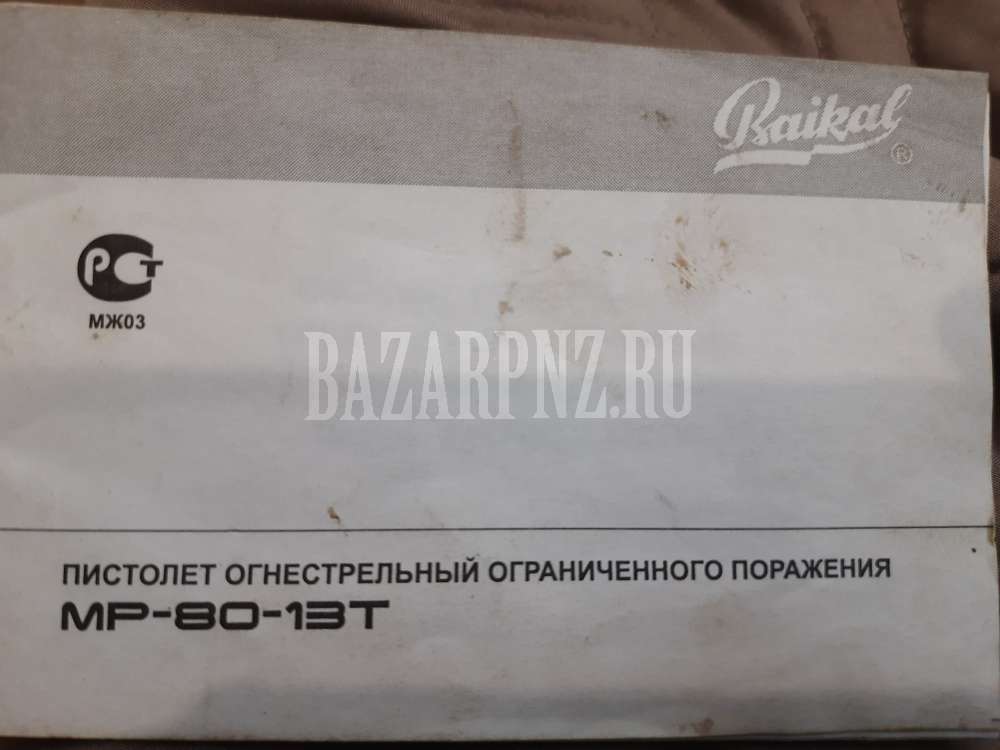 Baikal
®
РСТ
МЖ03
BAZARPNZ.RU
ПИСТОЛЕТ ОГНЕСТРЕЛЬНЫЙ ОГРАНИЧЕННОГО ПОРАЖЕНИЯ
МР-80-13Т